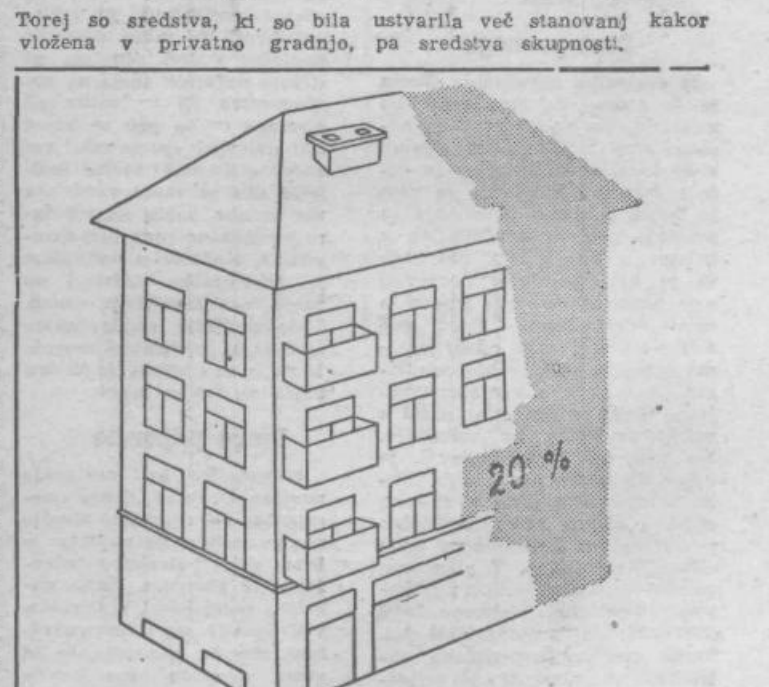 Torej so sredstva, ki so bila ustvarila več stanovanj kakor
vložena v privatno gradnjo, pa sredstva skupnosti.
20 %